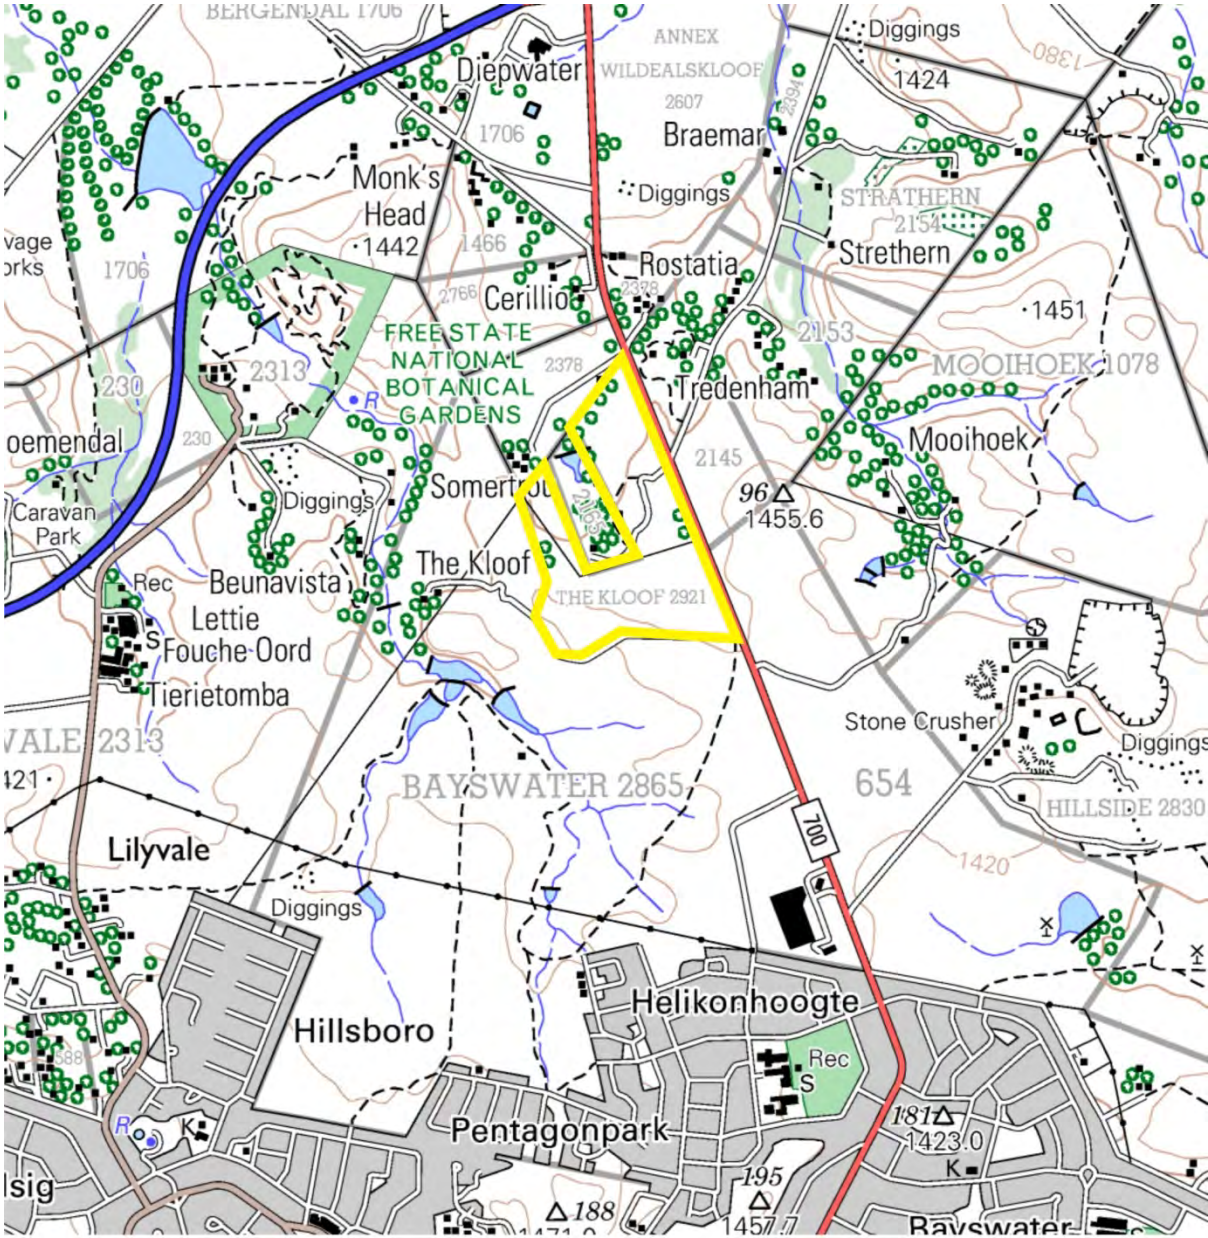 BERGENDAL 1706
Diggings
ANNEX
WILDEALSKLOOF
2607
1380
Diepwater
1424
2394
1706
Braemar
Monk's
Head
Diggings
STRATHERN
2154
1442
1466
Strethern
1706
Rostatia
2766
Cerillio
2378
1451
FREE STATE
NATIONAL
BOTANICAL
GARDENS
2153
MOOIHOEK 1078
2313
2378
230
R
Tredenham
230
oemendal
Mooihoek
2145
Diggings
96
1455.6
Caravan
Park
The Kloof
Rec
Beunavista
THE KLOOF 2921
Lettie
Fouche Oord
S
Tierietomba
Stone Crusher
VALE 2313
Diggings
421
BAYSWATER 2865
654
HILLSIDE 2830
700
Lilyvale
1420
Diggings
Helikonhoogte
Hillsboro
588
Rec
S
181
1423.0
R
K
Pentagonpark
K
195
lsig
188
1457.7
1471.0
Bayswater